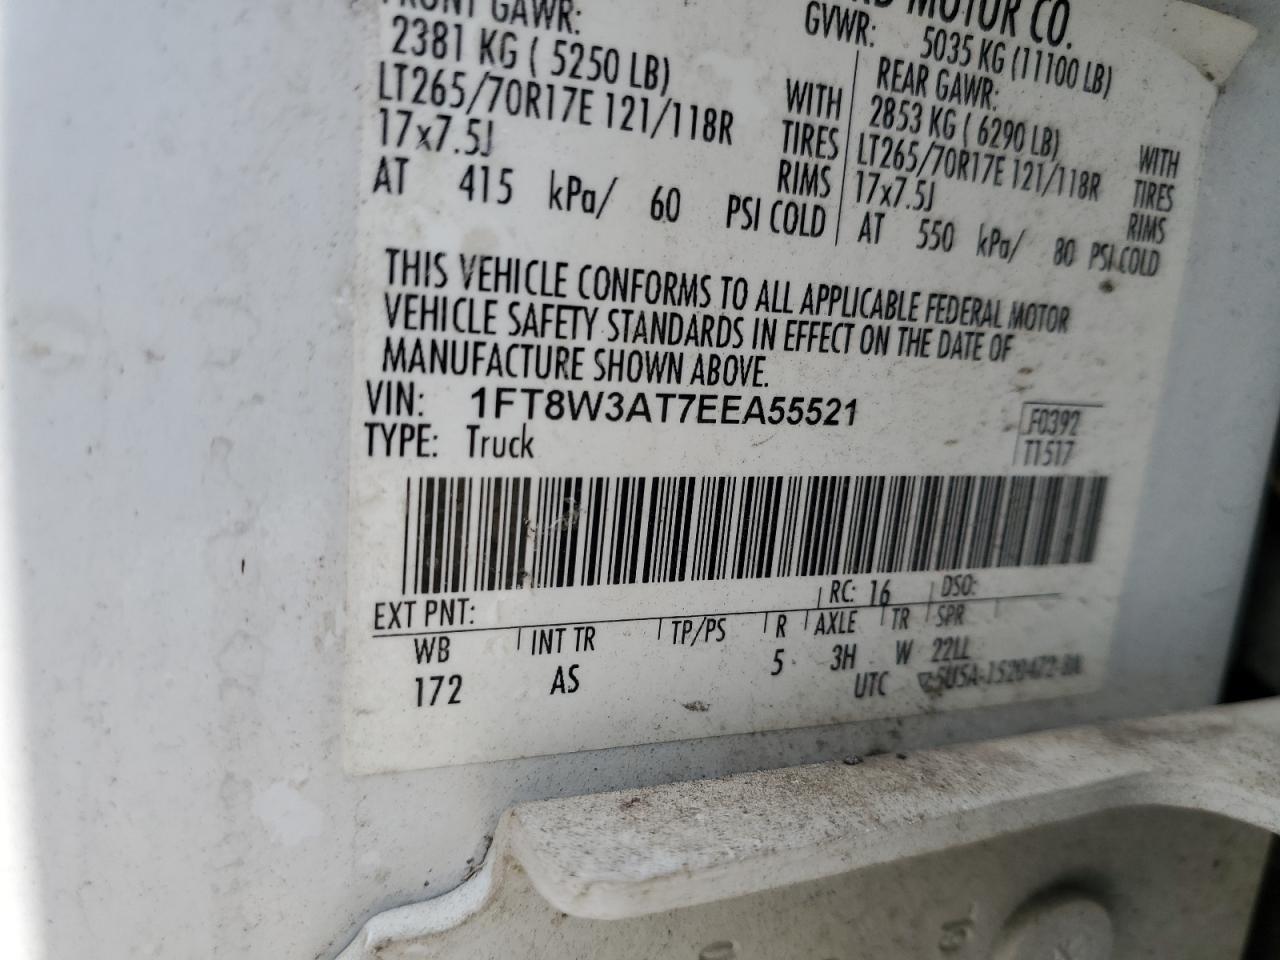 MOTOR CO.
FRONT GAWR:
2381 KG ( 5250 LB)
LT265/70R17E 121/118R
17x7.5J
WITH
TIRES
RIMS
AT 415 kPa/ 60 PSI COLD
GVWR: 5035 KG (11100 LB)
REAR GAWR:
2853 KG ( 6290 LB)
LT265/70R17E 121/118R
17x7.5J
WITH
TIRES
RIMS
AT 550 kPa/ 80 PSI COLD
THIS VEHICLE CONFORMS TO ALL APPLICABLE FEDERAL MOTOR
VEHICLE SAFETY STANDARDS IN EFFECT ON THE DATE OF
MANUFACTURE SHOWN ABOVE.
VIN: 1FT8W3AT7EEA55521
TYPE: Truck
F0392
T1517
EXT PNT: RC: 16 DSO:
WB INT TR TP/PS R AXLE TR SPR
172 AS 5 3H W 22LL
UTC